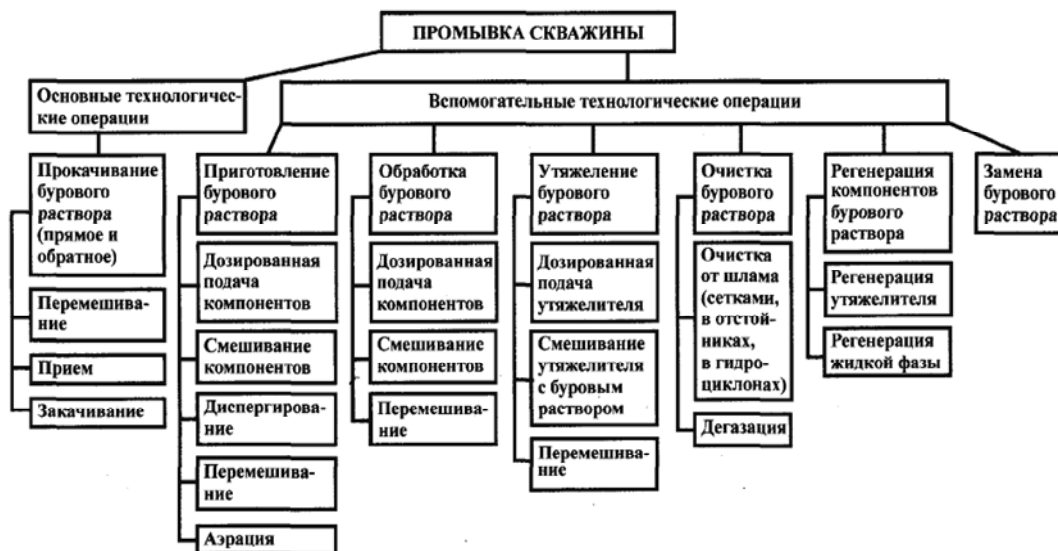 ПРОМЫВКА СКВАЖИНЫ
Основные технологичес-
кие операции
Вспомогательные технологические операции
Прокачивание
бурового
раствора
(прямое и
обратное)
Перемешива-
ние
Прием
Закачивание
Приготовление
бурового
раствора
Дозированная
подача
компонентов
Смешивание
компонентов
Диспергирова-
ние
Перемешива-
ние
Аэрация
Обработка
бурового
раствора
Дозированная
подача
компонентов
Смешивание
компонентов
Перемешива-
ние
Утяжеление
бурового
раствора
Дозированная
подача
утяжелителя
Смешивание
утяжелителя
с буровым
раствором
Перемешива-
ние
Очистка
бурового
раствора
Очистка
от шлама
(сетками,
в отстой-
никах,
в гидро-
циклонах)
Дегазация
Регенерация
компонентов
бурового
раствора
Регенерация
утяжелителя
Регенерация
жидкой фазы
Замена
бурового
раствора